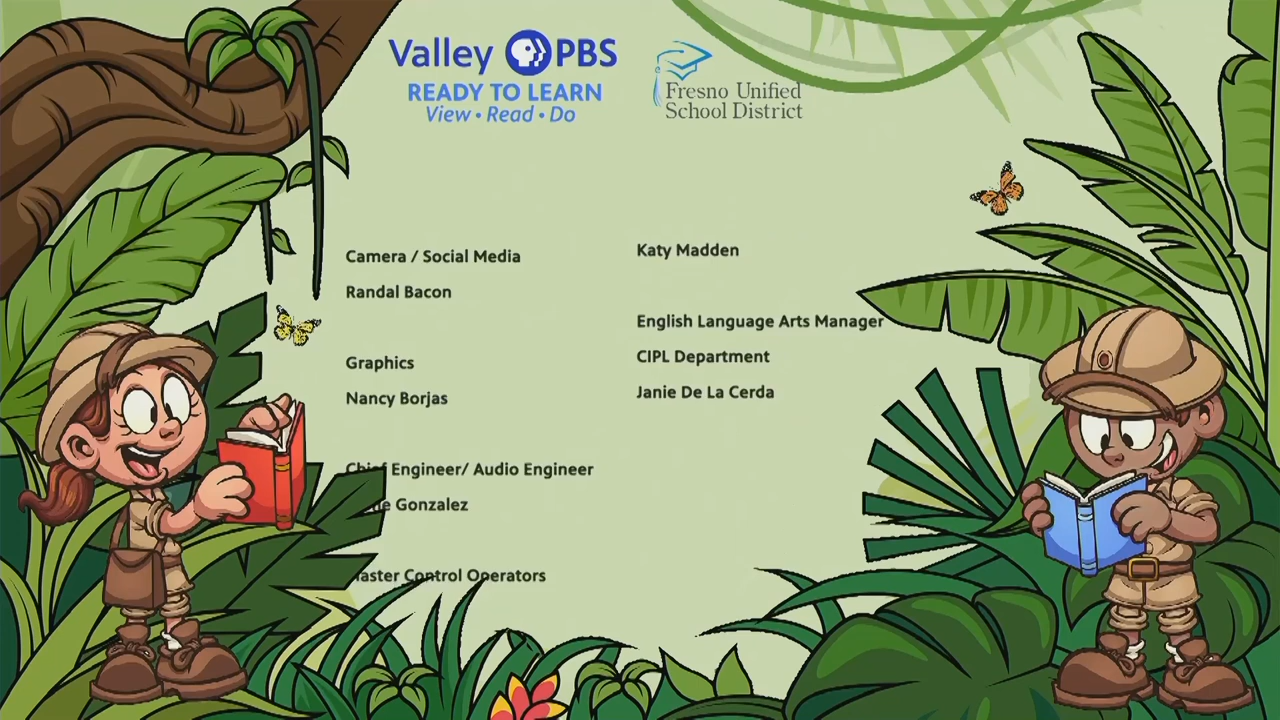 Valley PBS
READY TO LEARN
View • Read • Do
Fresno Unified
School District
Camera / Social Media
Randal Bacon
Graphics
Nancy Borjas
Chief Engineer/ Audio Engineer
Gonzalez
Master Control Operators
Katy Madden
English Language Arts Manager
CIPL Department
Janie De La Cerda